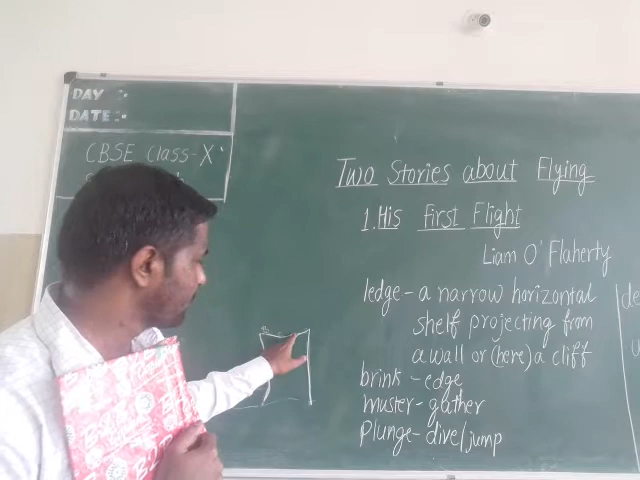 DAY :-
DATE :-
CBSE Class-X
Two Stories about Flying
1. His First Flight
Liam O' Flaherty
ledge - a narrow horizontal
shelf projecting from
a wall or (here) a cliff
brink - edge
muster - gather
Plunge - dive/jump
de